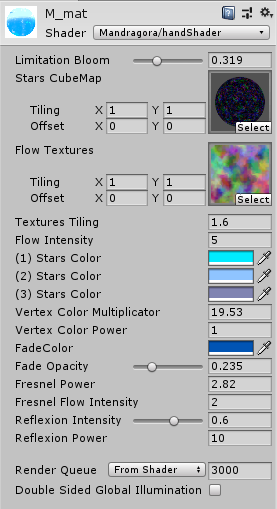 M_mat
Shader Mandragora/handShader
Limitation Bloom 0.319
Stars CubeMap
Tiling X 1 Y 1
Offset X 0 Y 0
Select
Flow Textures
Tiling X 1 Y 1
Offset X 0 Y 0
Select
Textures Tiling 1.6
Flow Intensity 5
(1) Stars Color
(2) Stars Color
(3) Stars Color
Vertex Color Multiplicator 19.53
Vertex Color Power 1
FadeColor
Fade Opacity 0.235
Fresnel Power 2.82
Fresnel Flow Intensity 2
Reflexion Intensity 0.6
Reflexion Power 10
Render Queue From Shader 3000
Double Sided Global Illumination